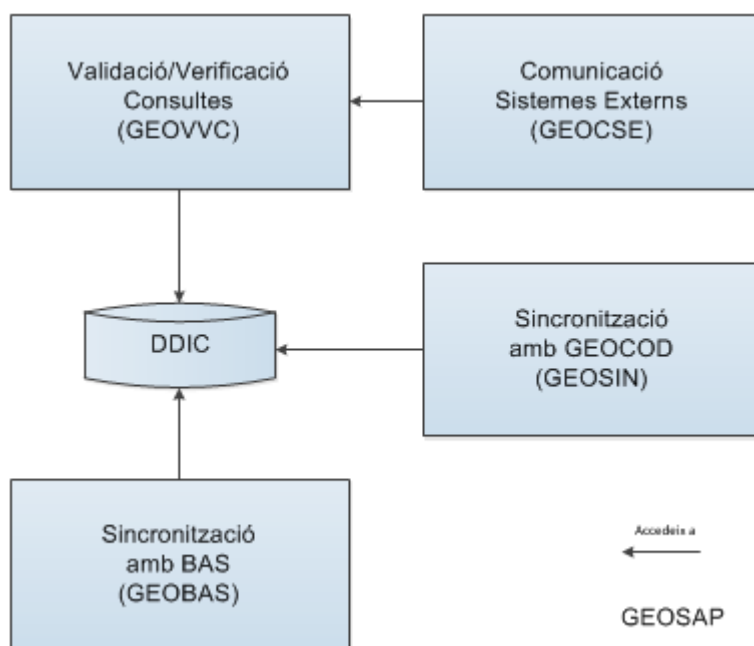 Validació/Verificació
Consultes
(GEOVVC)
Comunicació
Sistemes Externs
(GEOCSE)
DDIC
Sincronització
amb GEOCOD
(GEOSIN)
Sincronització
amb BAS
(GEOBAS)
Accedeix a
GEOSAP